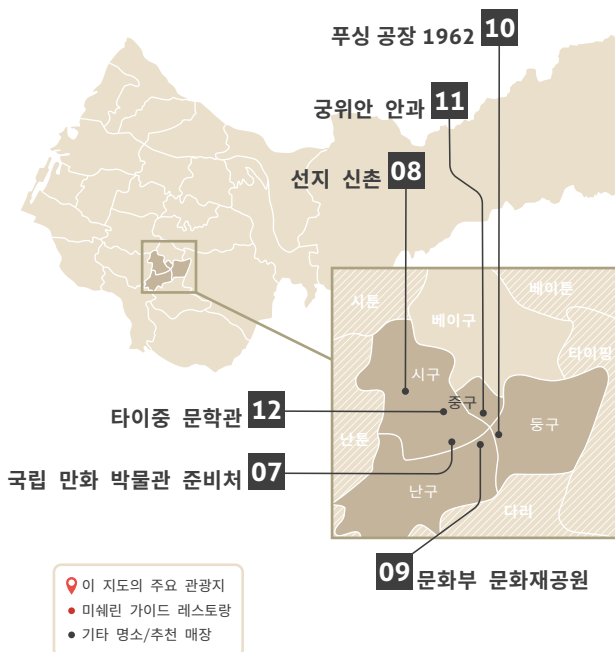 푸싱 공장 1962 10
궁위안 안과 11
선지 신촌 08
베이툰
시툰
베이구
타이핑
시구
중구
둥구
타이중 문학관 12
난툰
국립 만화 박물관 준비처 07
난구
다리
09 문화부 문화재공원
이 지도의 주요 관광지
미쉐린 가이드 레스토랑
기타 명소/추천 매장